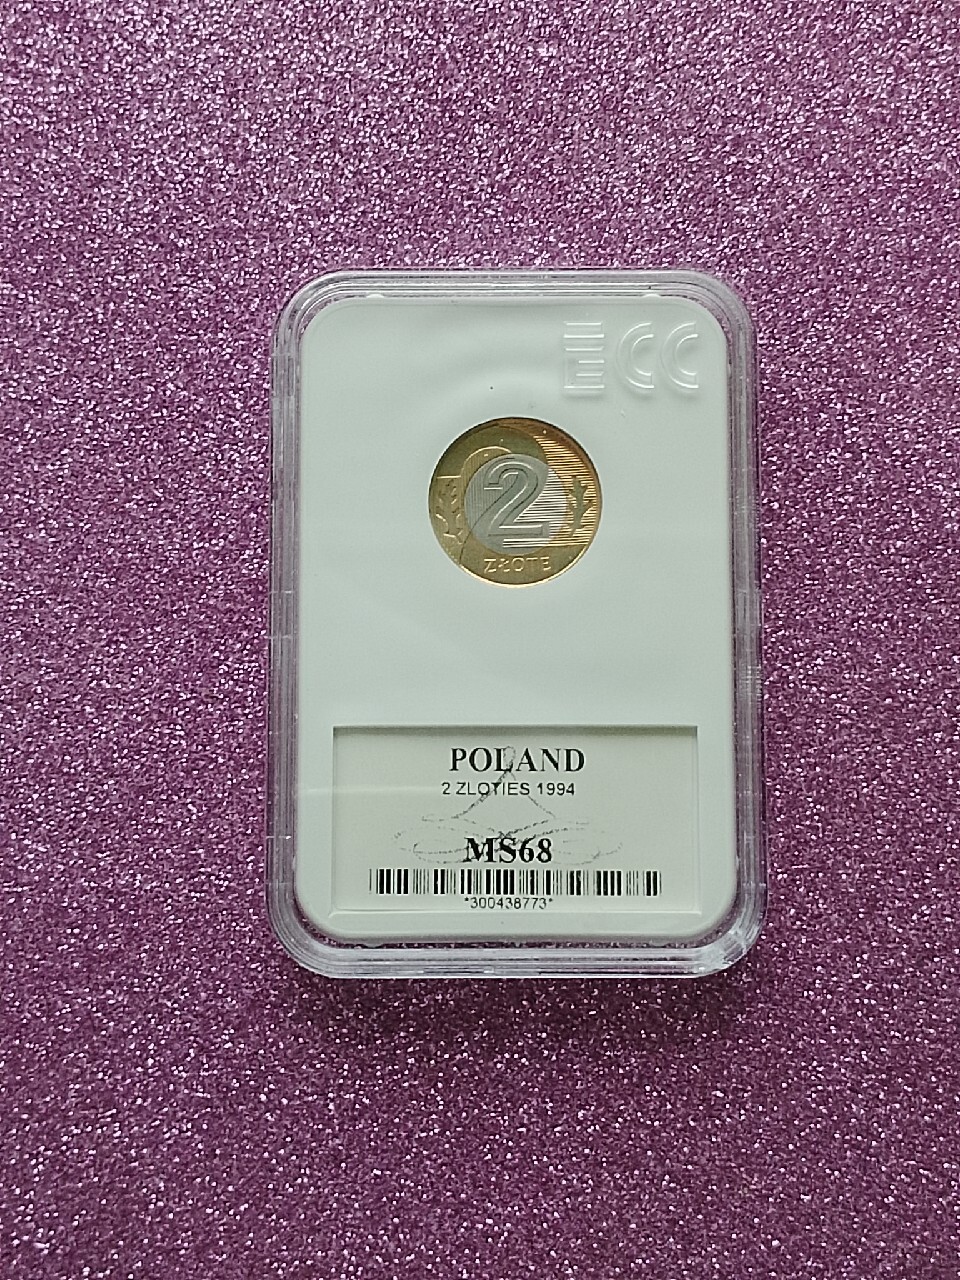 ECC
2
ZŁOTE
POLAND
2 ZLOTIES 1994
MS68
*300438773*